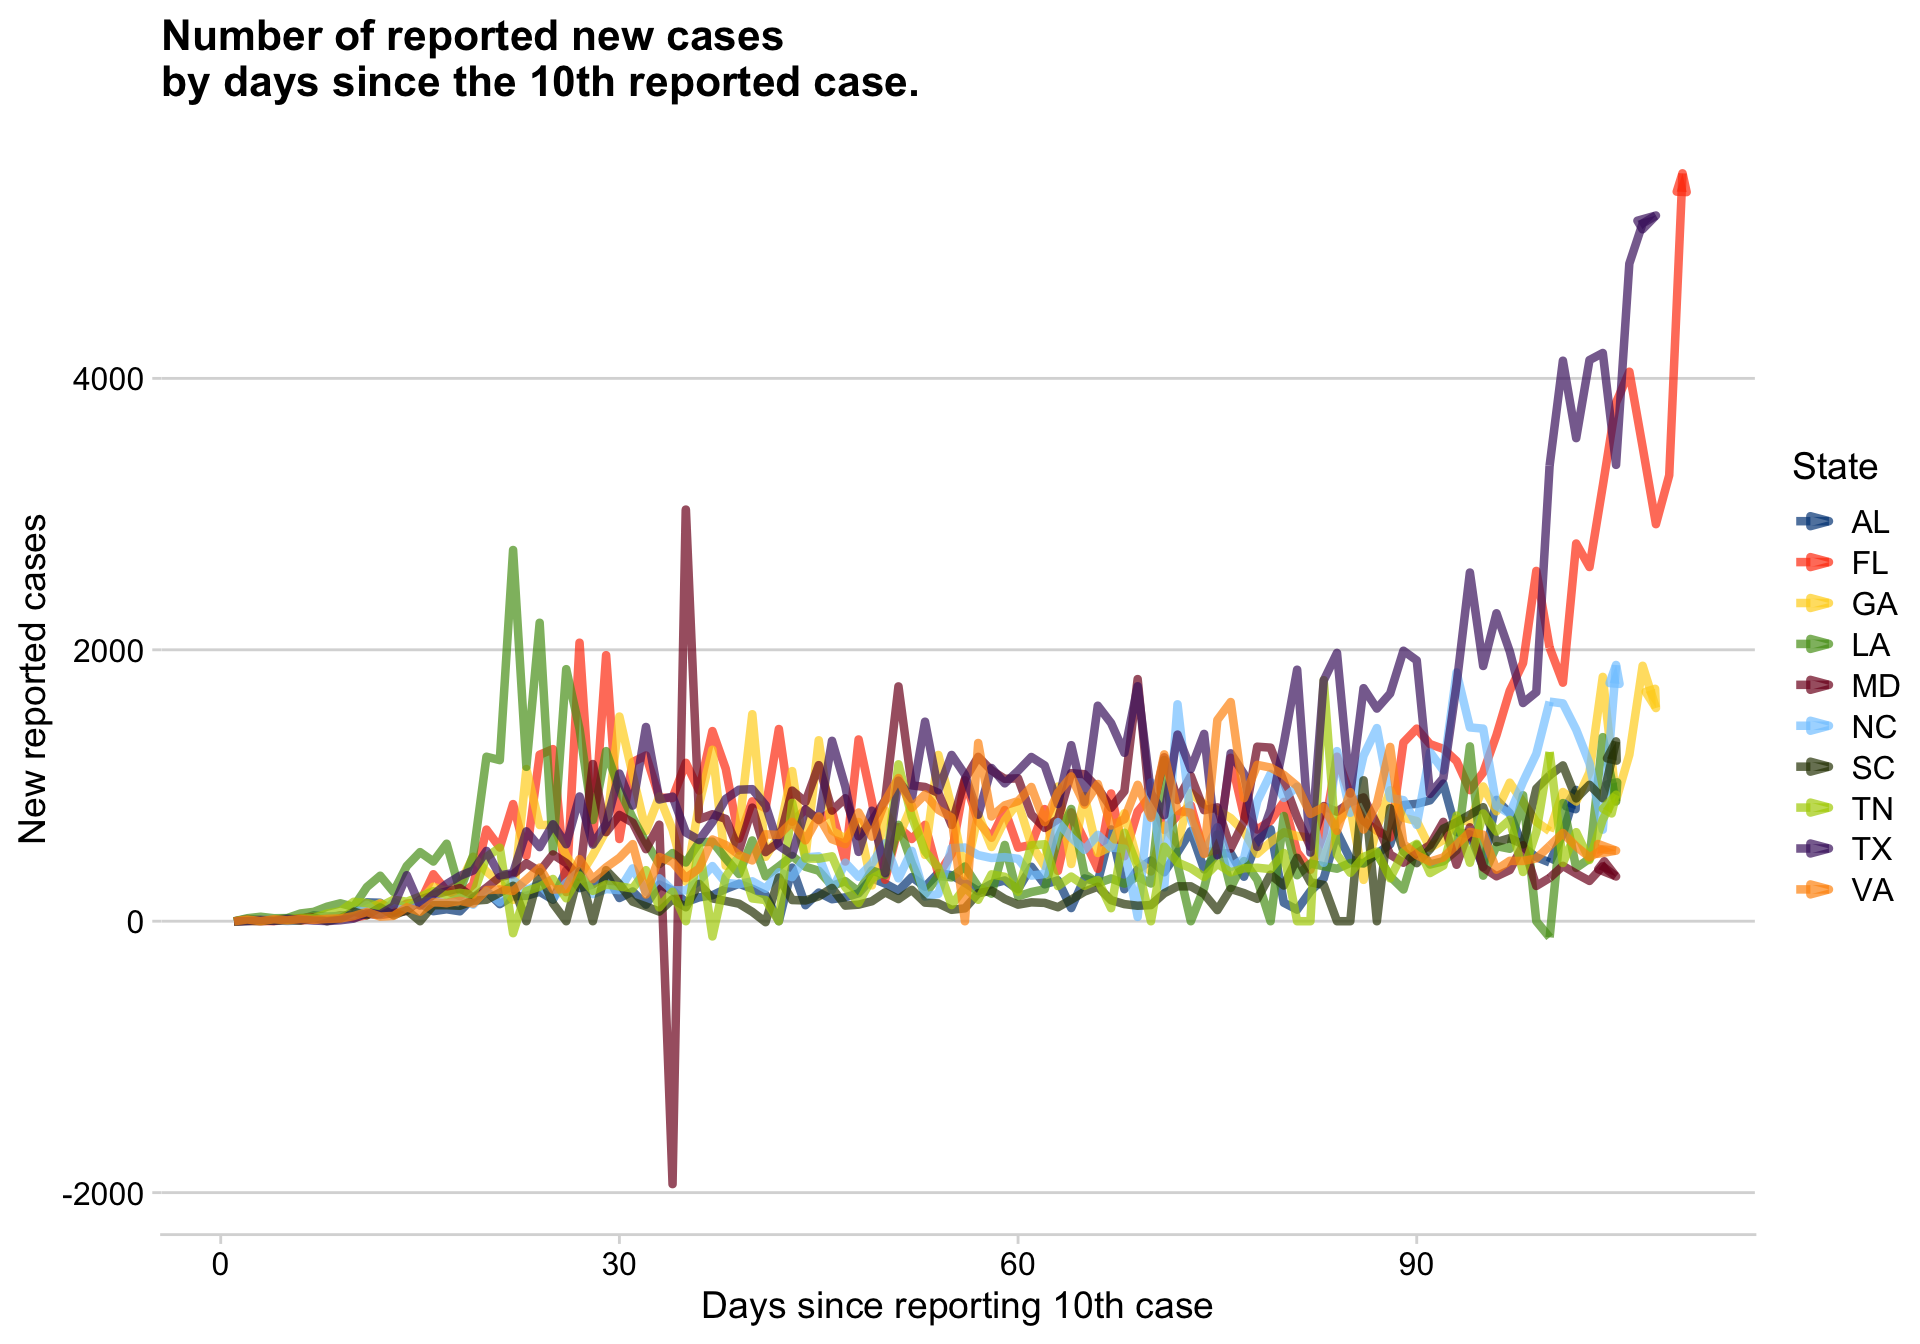 Number of reported new cases
by days since the 10th reported case.
New reported cases
4000
2000
0
-2000
0
30
60
90
Days since reporting 10th case
State
AL
FL
GA
LA
MD
NC
SC
TN
TX
VA